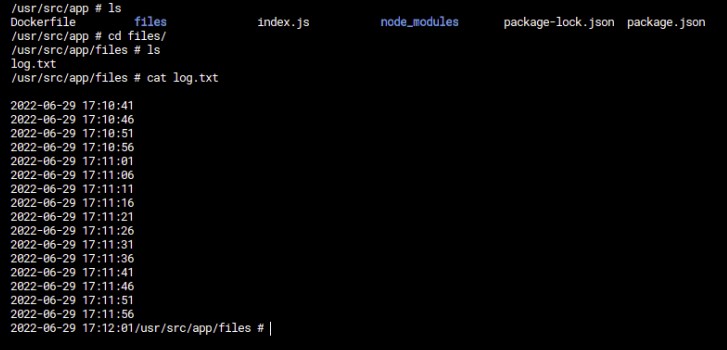 /usr/src/app # ls
Dockerfile files index.js node_modules package-lock.json package.json
/usr/src/app # cd files/
/usr/src/app/files # ls
log.txt
/usr/src/app/files # cat log.txt
2022-06-29 17:10:41
2022-06-29 17:10:46
2022-06-29 17:10:51
2022-06-29 17:10:56
2022-06-29 17:11:01
2022-06-29 17:11:06
2022-06-29 17:11:11
2022-06-29 17:11:16
2022-06-29 17:11:21
2022-06-29 17:11:26
2022-06-29 17:11:31
2022-06-29 17:11:36
2022-06-29 17:11:41
2022-06-29 17:11:46
2022-06-29 17:11:51
2022-06-29 17:11:56
2022-06-29 17:12:01/usr/src/app/files #